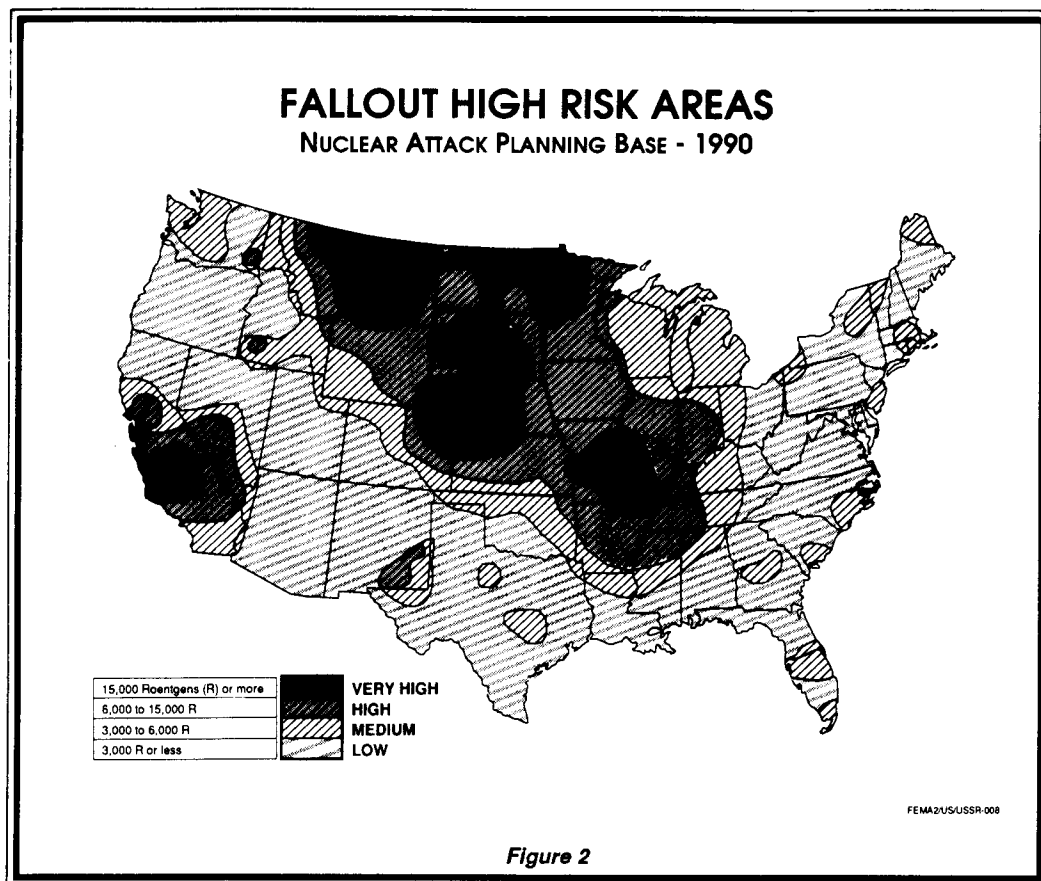 FALLOUT HIGH RISK AREAS
NUCLEAR ATTACK PLANNING BASE - 1990
15,000 Roentgens (R) or more VERY HIGH
6,000 to 15,000 R HIGH
3,000 to 6,000 R MEDIUM
3,000 R or less LOW
FEMA2/US/USSR-008
Figure 2